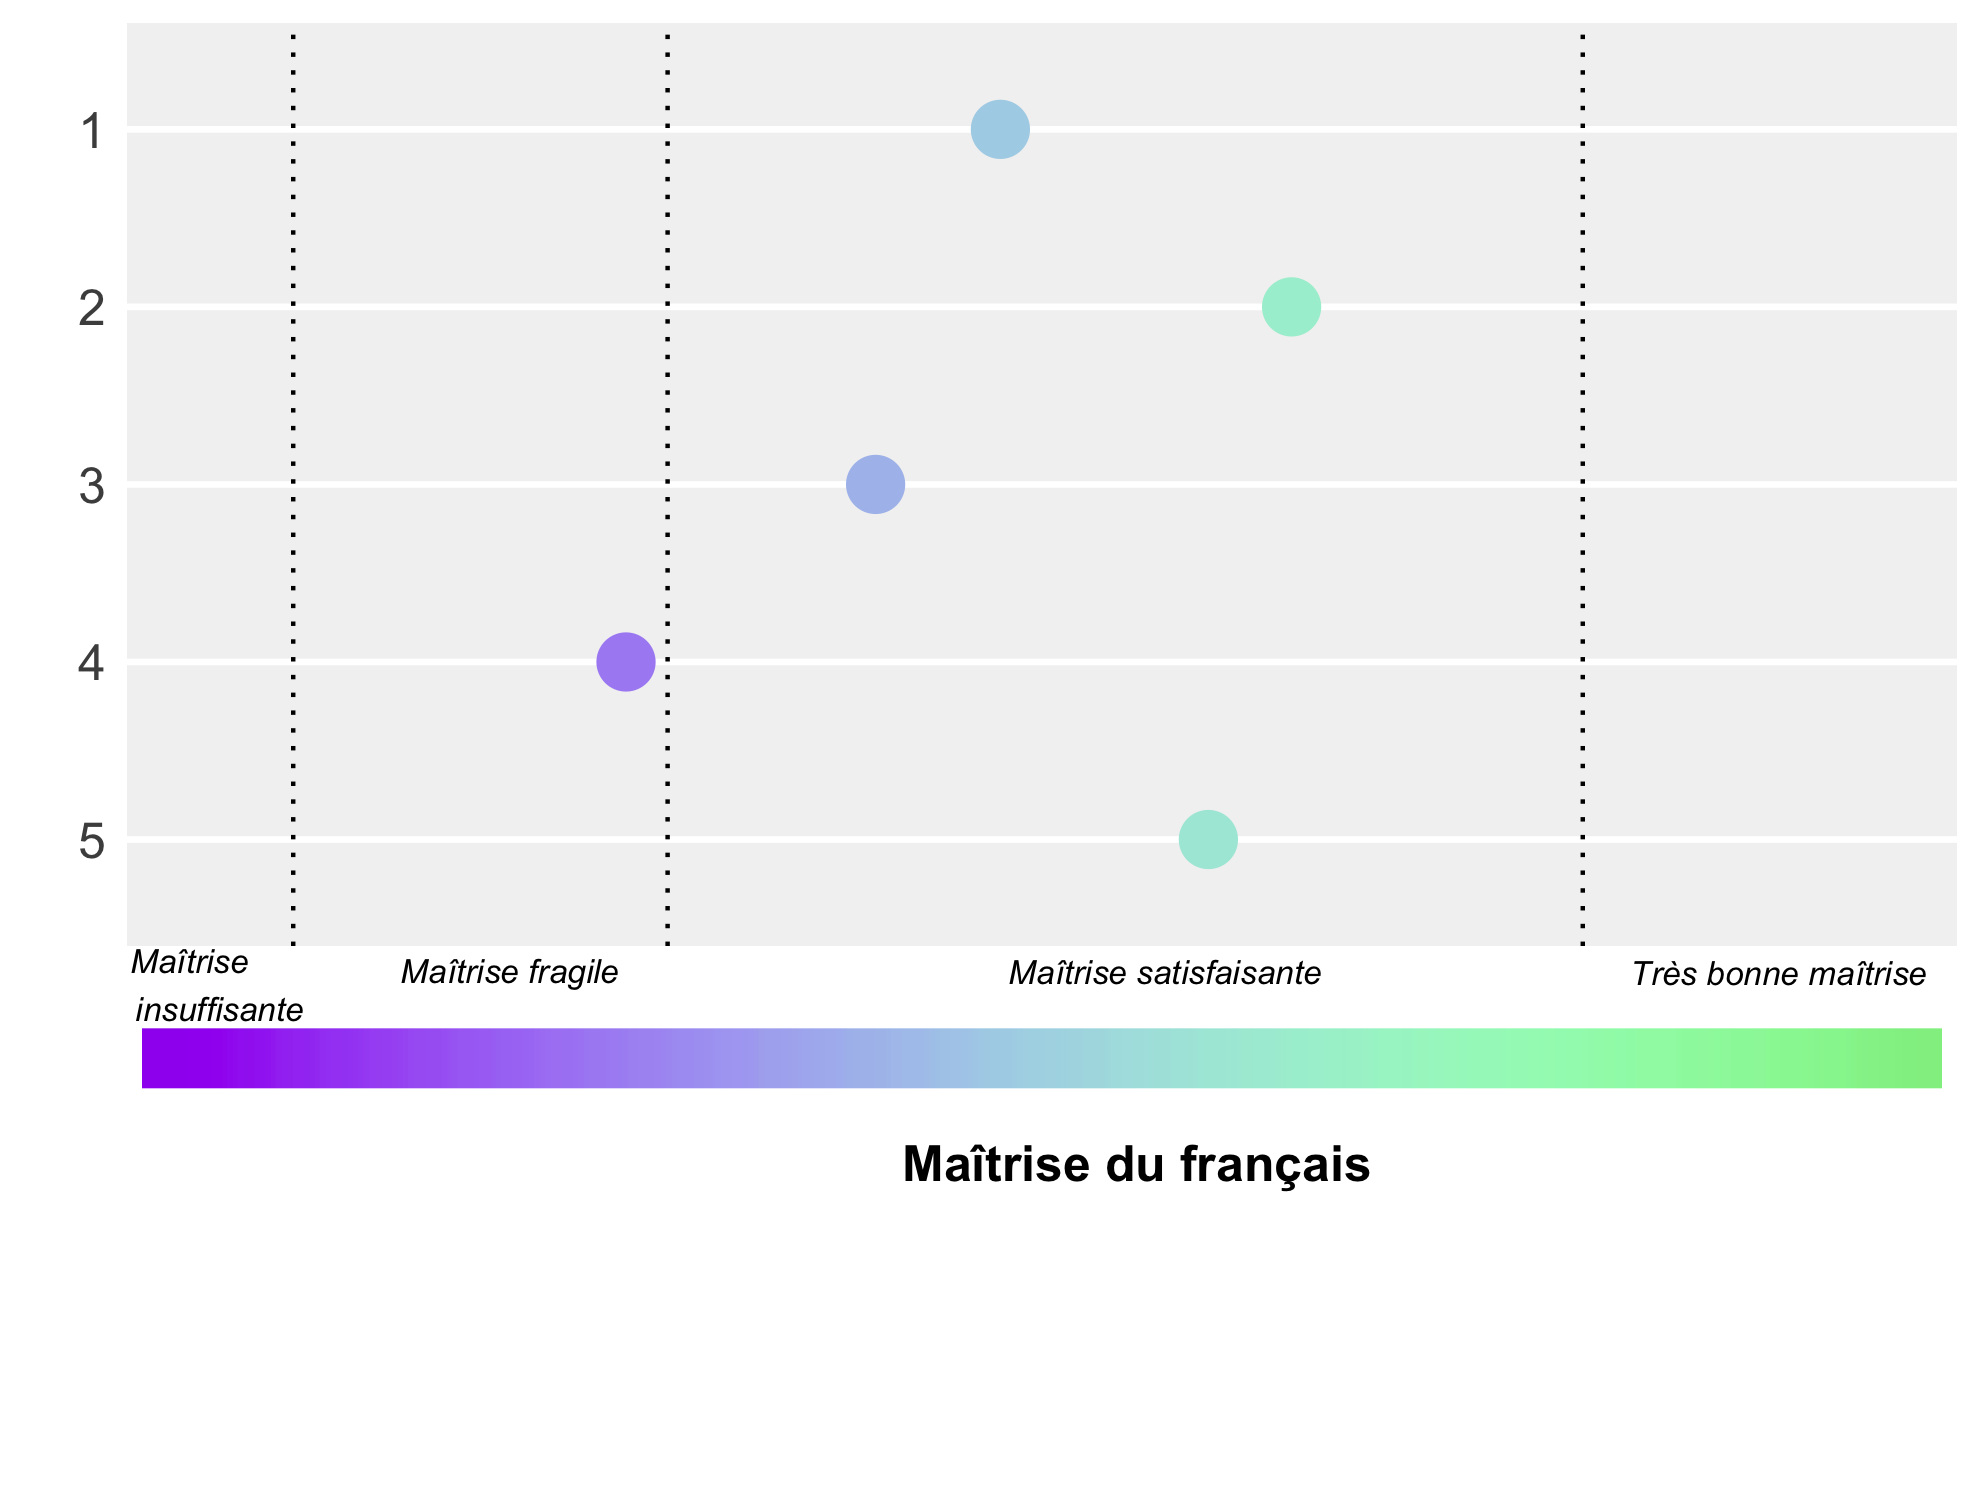 1
2
3
4
5
Maîtrise
insuffisante
Maîtrise fragile
Maîtrise satisfaisante
Très bonne maîtrise
Maîtrise du français